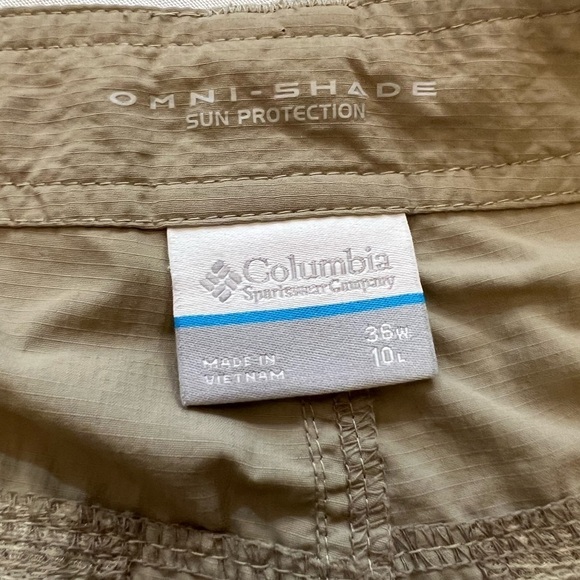 OMNI-SHADE
SUN PROTECTION
Columbia
Sportswear Company
36W
10L
MADE IN
VIETNAM